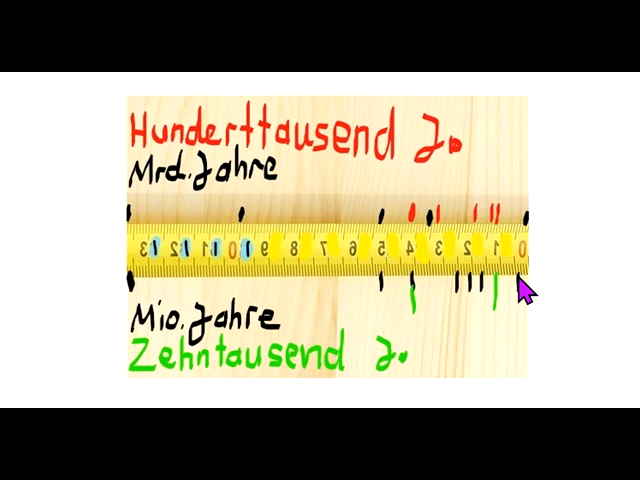 Hunderttausend J.
Mrd. Jahre
13 12 11 10 9 8 7 6 5 4 3 2 1 0
Mio. Jahre
Zehntausend J.